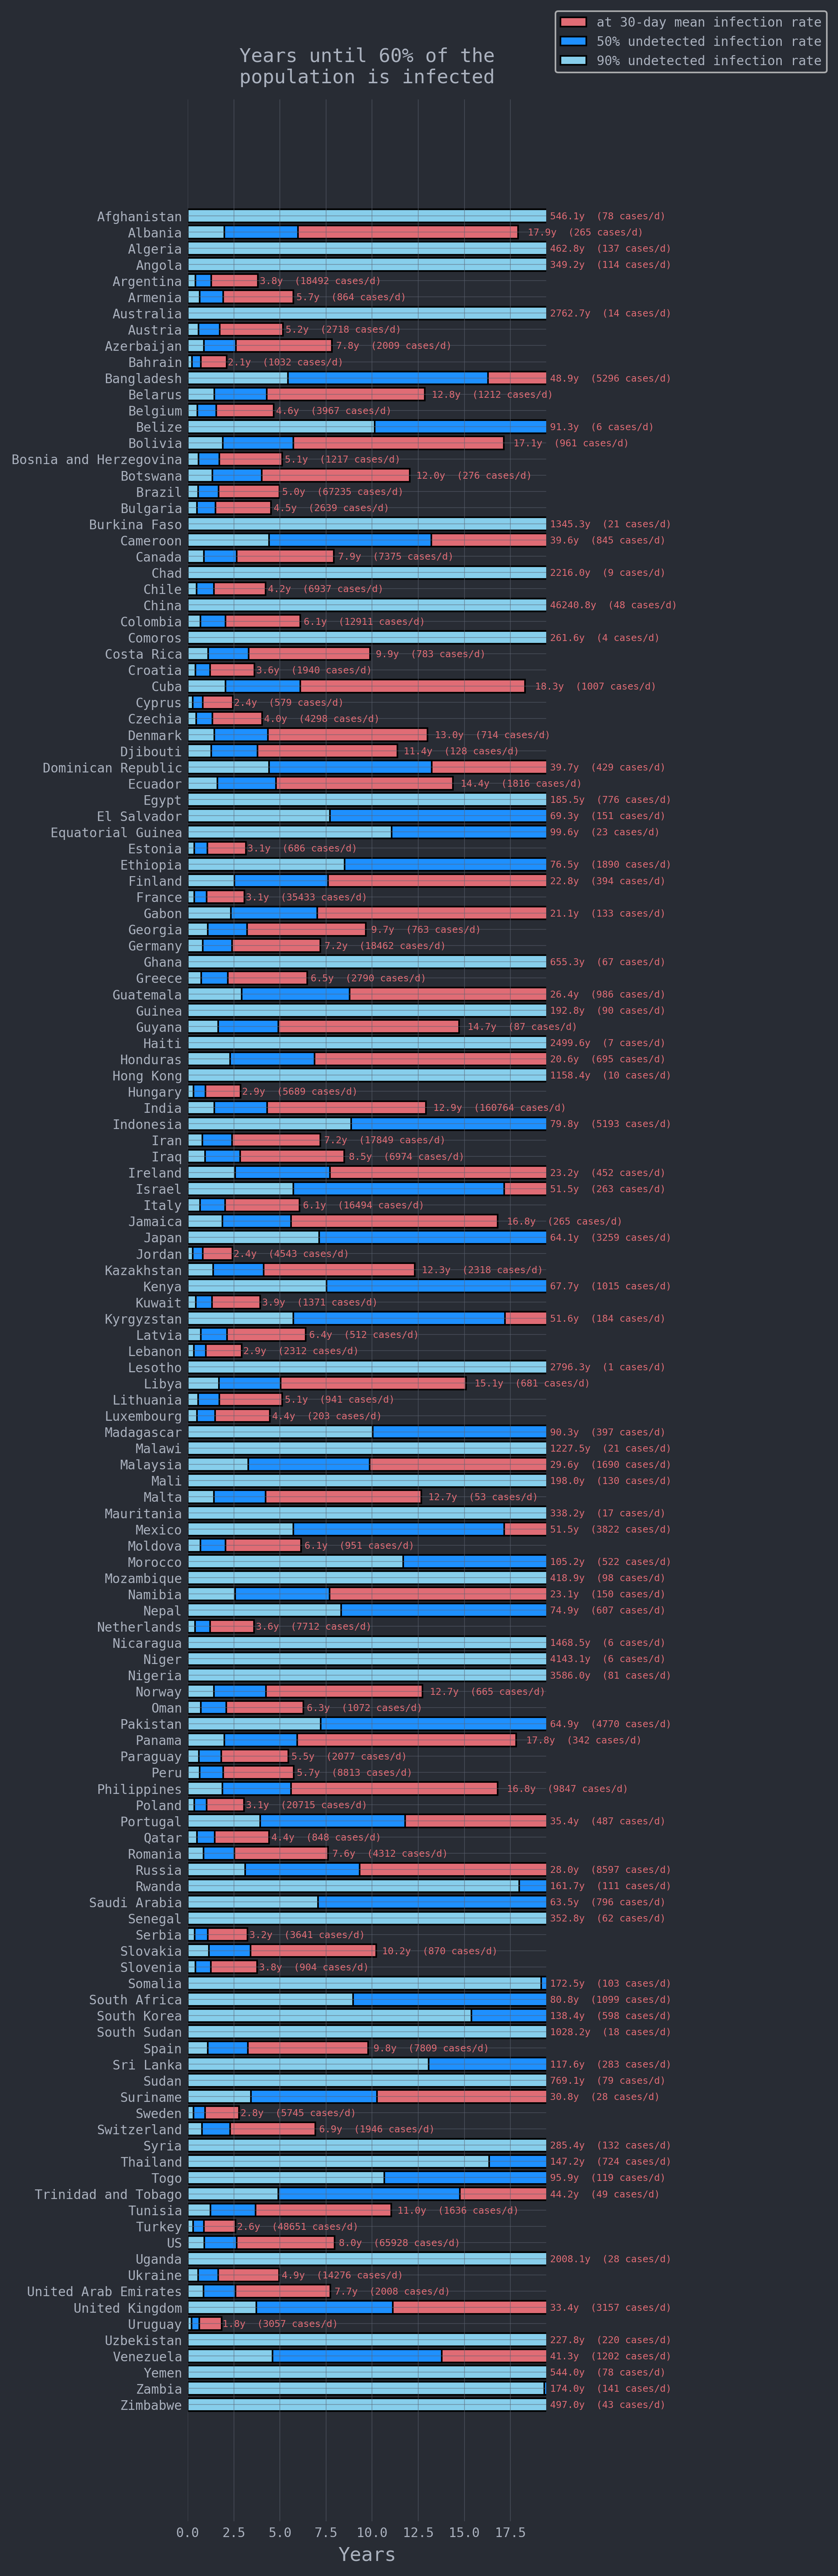 at 30-day mean infection rate
50% undetected infection rate
90% undetected infection rate
Years until 60% of the
population is infected
Afghanistan 546.1y (78 cases/d)
Albania 17.9y (265 cases/d)
Algeria 462.8y (137 cases/d)
Angola 349.2y (114 cases/d)
Argentina 3.8y (18492 cases/d)
Armenia 5.7y (864 cases/d)
Australia 2762.7y (14 cases/d)
Austria 5.2y (2718 cases/d)
Azerbaijan 7.8y (2009 cases/d)
Bahrain 2.1y (1032 cases/d)
Bangladesh 48.9y (5296 cases/d)
Belarus 12.8y (1212 cases/d)
Belgium 4.6y (3967 cases/d)
Belize 91.3y (6 cases/d)
Bolivia 17.1y (961 cases/d)
Bosnia and Herzegovina 5.1y (1217 cases/d)
Botswana 12.0y (276 cases/d)
Brazil 5.0y (67235 cases/d)
Bulgaria 4.5y (2639 cases/d)
Burkina Faso 1345.3y (21 cases/d)
Cameroon 39.6y (845 cases/d)
Canada 7.9y (7375 cases/d)
Chad 2216.0y (9 cases/d)
Chile 4.2y (6937 cases/d)
China 46240.8y (48 cases/d)
Colombia 6.1y (12911 cases/d)
Comoros 261.6y (4 cases/d)
Costa Rica 9.9y (783 cases/d)
Croatia 3.6y (1940 cases/d)
Cuba 18.3y (1007 cases/d)
Cyprus 2.4y (579 cases/d)
Czechia 4.0y (4298 cases/d)
Denmark 13.0y (714 cases/d)
Djibouti 11.4y (128 cases/d)
Dominican Republic 39.7y (429 cases/d)
Ecuador 14.4y (1816 cases/d)
Egypt 185.5y (776 cases/d)
El Salvador 69.3y (151 cases/d)
Equatorial Guinea 99.6y (23 cases/d)
Estonia 3.1y (686 cases/d)
Ethiopia 76.5y (1890 cases/d)
Finland 22.8y (394 cases/d)
France 3.1y (35433 cases/d)
Gabon 21.1y (133 cases/d)
Georgia 9.7y (763 cases/d)
Germany 7.2y (18462 cases/d)
Ghana 655.3y (67 cases/d)
Greece 6.5y (2790 cases/d)
Guatemala 26.4y (986 cases/d)
Guinea 192.8y (90 cases/d)
Guyana 14.7y (87 cases/d)
Haiti 2499.6y (7 cases/d)
Honduras 20.6y (695 cases/d)
Hong Kong 1158.4y (10 cases/d)
Hungary 2.9y (5689 cases/d)
India 12.9y (160764 cases/d)
Indonesia 79.8y (5193 cases/d)
Iran 7.2y (17849 cases/d)
Iraq 8.5y (6974 cases/d)
Ireland 23.2y (452 cases/d)
Israel 51.5y (263 cases/d)
Italy 6.1y (16494 cases/d)
Jamaica 16.8y (265 cases/d)
Japan 64.1y (3259 cases/d)
Jordan 2.4y (4543 cases/d)
Kazakhstan 12.3y (2318 cases/d)
Kenya 67.7y (1015 cases/d)
Kuwait 3.9y (1371 cases/d)
Kyrgyzstan 51.6y (184 cases/d)
Latvia 6.4y (512 cases/d)
Lebanon 2.9y (2312 cases/d)
Lesotho 2796.3y (1 cases/d)
Libya 15.1y (681 cases/d)
Lithuania 5.1y (941 cases/d)
Luxembourg 4.4y (203 cases/d)
Madagascar 90.3y (397 cases/d)
Malawi 1227.5y (21 cases/d)
Malaysia 29.6y (1690 cases/d)
Mali 198.0y (130 cases/d)
Malta 12.7y (53 cases/d)
Mauritania 338.2y (17 cases/d)
Mexico 51.5y (3822 cases/d)
Moldova 6.1y (951 cases/d)
Morocco 105.2y (522 cases/d)
Mozambique 418.9y (98 cases/d)
Namibia 23.1y (150 cases/d)
Nepal 74.9y (607 cases/d)
Netherlands 3.6y (7712 cases/d)
Nicaragua 1468.5y (6 cases/d)
Niger 4143.1y (6 cases/d)
Nigeria 3586.0y (81 cases/d)
Norway 12.7y (665 cases/d)
Oman 6.3y (1072 cases/d)
Pakistan 64.9y (4770 cases/d)
Panama 17.8y (342 cases/d)
Paraguay 5.5y (2077 cases/d)
Peru 5.7y (8813 cases/d)
Philippines 16.8y (9847 cases/d)
Poland 3.1y (20715 cases/d)
Portugal 35.4y (487 cases/d)
Qatar 4.4y (848 cases/d)
Romania 7.6y (4312 cases/d)
Russia 28.0y (8597 cases/d)
Rwanda 161.7y (111 cases/d)
Saudi Arabia 63.5y (796 cases/d)
Senegal 352.8y (62 cases/d)
Serbia 3.2y (3641 cases/d)
Slovakia 10.2y (870 cases/d)
Slovenia 3.8y (904 cases/d)
Somalia 172.5y (103 cases/d)
South Africa 80.8y (1099 cases/d)
South Korea 138.4y (598 cases/d)
South Sudan 1028.2y (18 cases/d)
Spain 9.8y (7809 cases/d)
Sri Lanka 117.6y (283 cases/d)
Sudan 769.1y (79 cases/d)
Suriname 30.8y (28 cases/d)
Sweden 2.8y (5745 cases/d)
Switzerland 6.9y (1946 cases/d)
Syria 285.4y (132 cases/d)
Thailand 147.2y (724 cases/d)
Togo 95.9y (119 cases/d)
Trinidad and Tobago 44.2y (49 cases/d)
Tunisia 11.0y (1636 cases/d)
Turkey 2.6y (48651 cases/d)
US 8.0y (65928 cases/d)
Uganda 2008.1y (28 cases/d)
Ukraine 4.9y (14276 cases/d)
United Arab Emirates 7.7y (2008 cases/d)
United Kingdom 33.4y (3157 cases/d)
Uruguay 1.8y (3057 cases/d)
Uzbekistan 227.8y (220 cases/d)
Venezuela 41.3y (1202 cases/d)
Yemen 544.0y (78 cases/d)
Zambia 174.0y (141 cases/d)
Zimbabwe 497.0y (43 cases/d)
0.0 2.5 5.0 7.5 10.0 12.5 15.0 17.5
Years